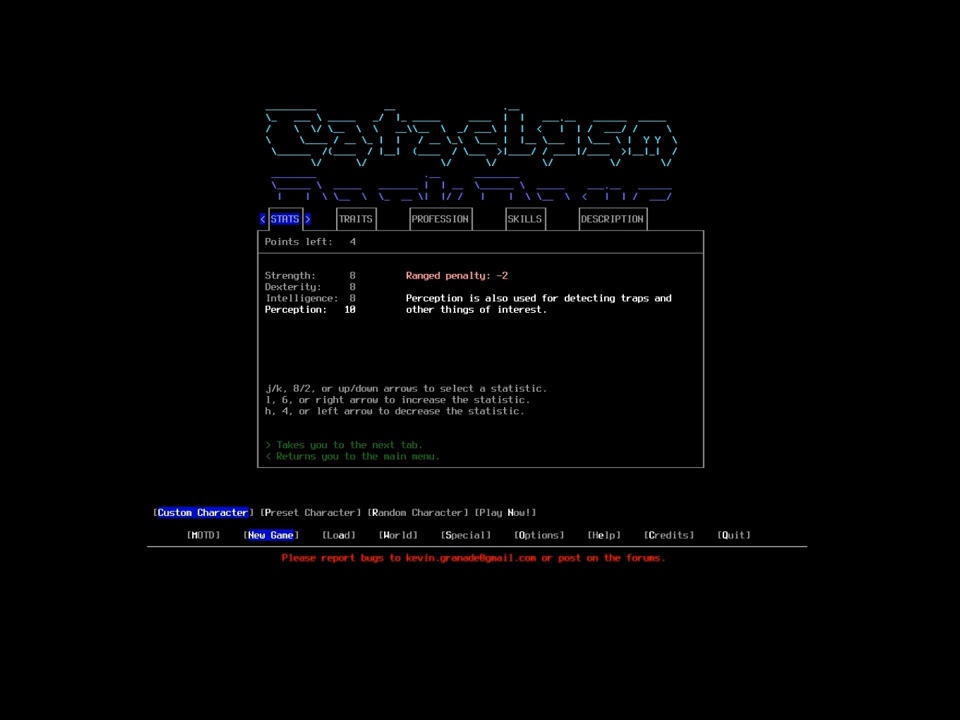 Cataclysm
< STATS > TRAITS PROFESSION SKILLS DESCRIPTION
Points left: 4
Strength: 8 Ranged penalty: -2
Dexterity: 8
Intelligence: 8 Perception is also used for detecting traps and
Perception: 10 other things of interest.
j/k, 8/2, or up/down arrows to select a statistic.
l, 6, or right arrow to increase the statistic.
h, 4, or left arrow to decrease the statistic.
> Takes you to the next tab.
< Returns you to the main menu.
[Custom Character] [Preset Character] [Random Character] [Play Now!]
[MOTD] [New Game] [Load] [World] [Special] [Options] [Help] [Credits] [Quit]
Please report bugs to kevin.granade@gmail.com or post on the forums.